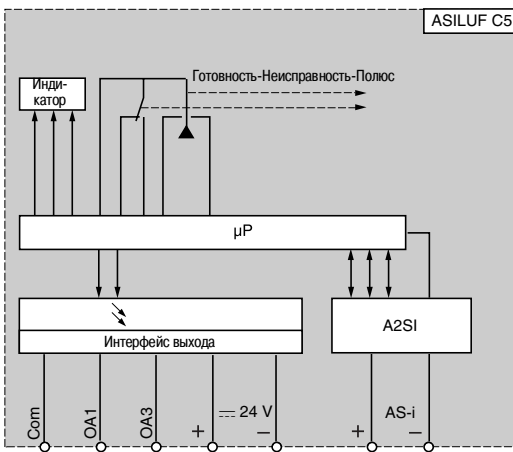 ASILUF C5
Готовность-Неисправность-Полюс
Инди-
катор
µP
A2SI
Интерфейс выхода
Com
OA1
OA3
+
24 V
−
+
AS-i
−